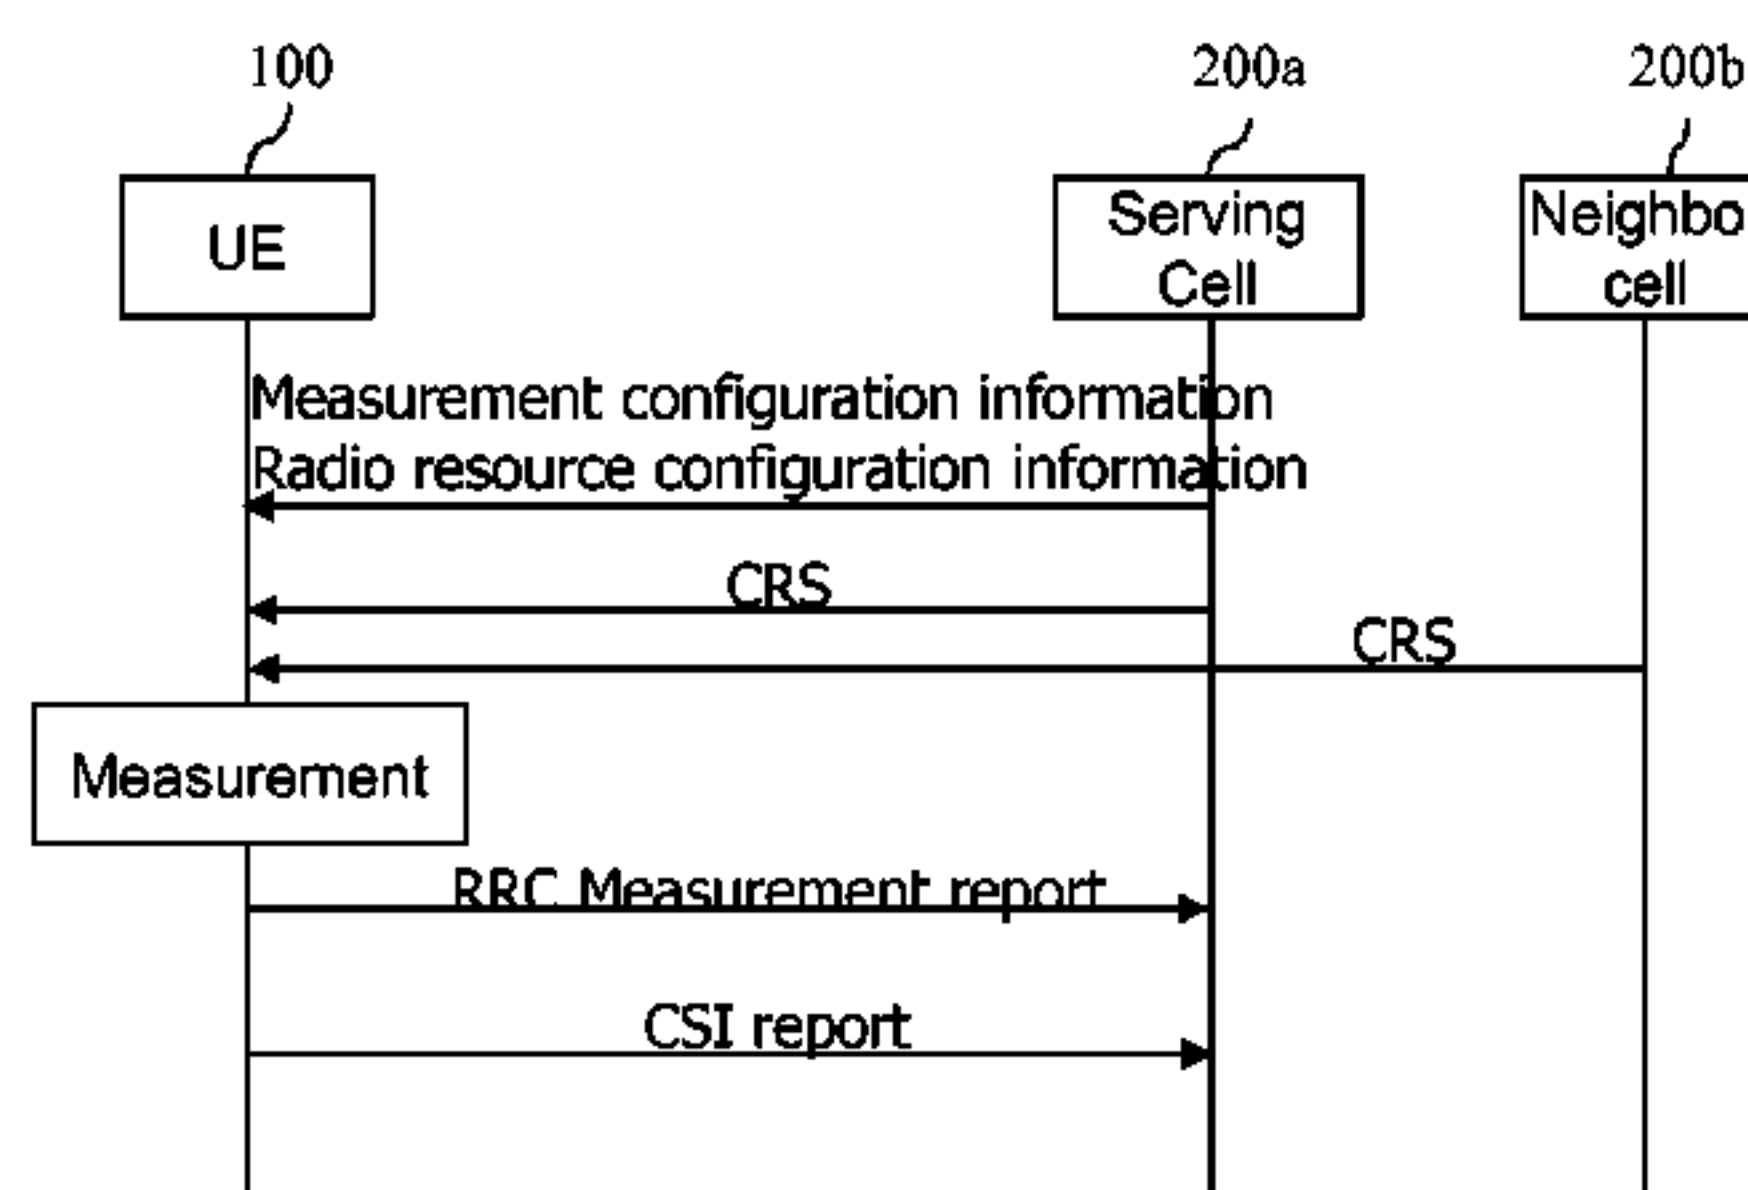 100
200a
200b
UE
Serving
Cell
Neighbo
cell
Measurement configuration information
Radio resource configuration information
CRS
CRS
Measurement
RRC Measurement report
CSI report